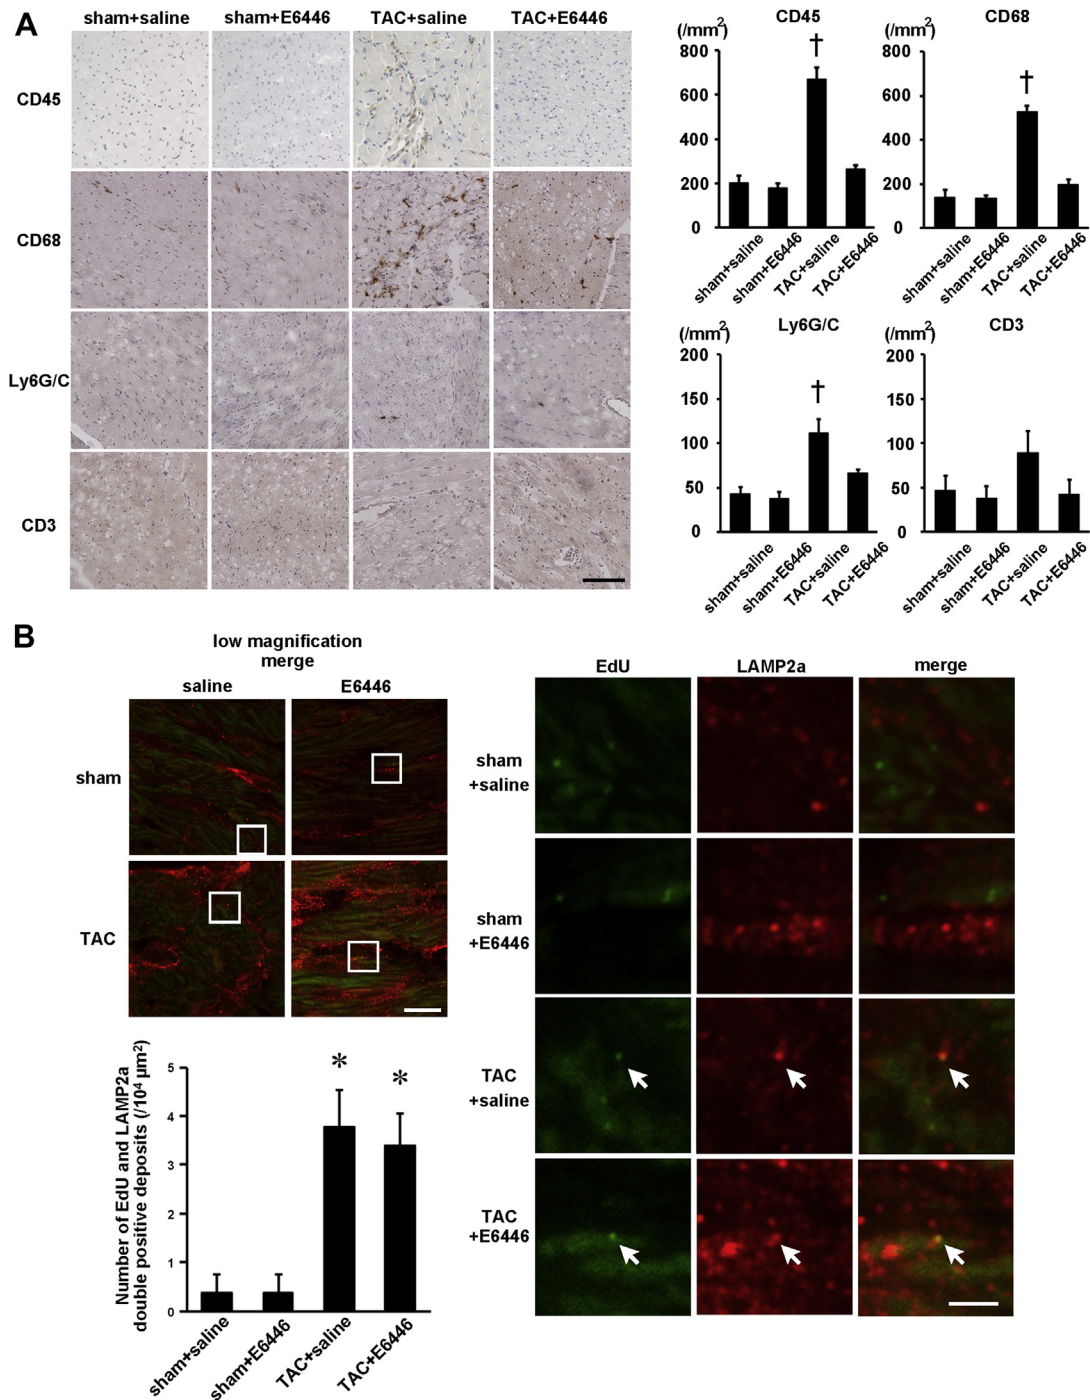 A
sham+saline
sham+E6446
TAC+saline
TAC+E6446
CD45
CD68
Ly6G/C
CD3
(/mm²)
CD45
800
600
400
200
0
sham+saline
sham+E6446
TAC+saline
TAC+E6446
†
(/mm²)
CD68
800
600
400
200
0
sham+saline
sham+E6446
TAC+saline
TAC+E6446
†
(/mm²)
Ly6G/C
200
150
100
50
0
sham+saline
sham+E6446
TAC+saline
TAC+E6446
†
(/mm²)
CD3
200
150
100
50
0
sham+saline
sham+E6446
TAC+saline
TAC+E6446
B
low magnification
merge
saline
E6446
sham
TAC
Number of EdU and LAMP2a
double positive deposits (/10⁴ µm²)
5
4
3
2
1
0
*
*
sham+saline
sham+E6446
TAC+saline
TAC+E6446
EdU
LAMP2a
merge
sham
+saline
sham
+E6446
TAC
+saline
TAC
+E6446